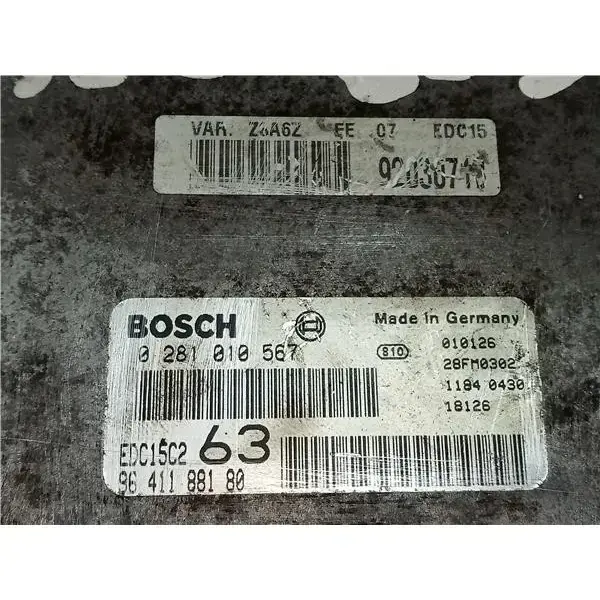 VAR. EE 07 EDC15
BOSCH Made in Germany
0 281 010 567 810 010126
28FM0302
1184 0430
18126
EDC15C2 63
96 411 881 80